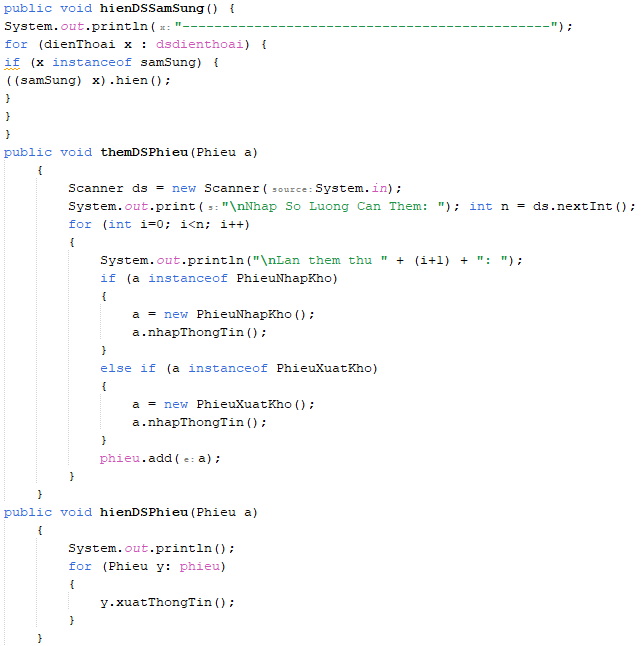 public void hienDSSamSung() {
System.out.println(x:"----------------------------------------------");
for (dienThoai x : dsdienthoai) {
if (x instanceof samSung) {
((samSung) x).hien();
}
}
}
public void themDSPhieu(Phieu a)
{
Scanner ds = new Scanner(source:System.in);
System.out.print(s:"\nNhap So Luong Can Them: "); int n = ds.nextInt();
for (int i=0; i<n; i++)
{
System.out.println("\nLan them thu " + (i+1) + ": ");
if (a instanceof PhieuNhapKho)
{
a = new PhieuNhapKho();
a.nhapThongTin();
}
else if (a instanceof PhieuXuatKho)
{
a = new PhieuXuatKho();
a.nhapThongTin();
}
phieu.add(e:a);
}
}
public void hienDSPhieu(Phieu a)
{
System.out.println();
for (Phieu y: phieu)
{
y.xuatThongTin();
}
}